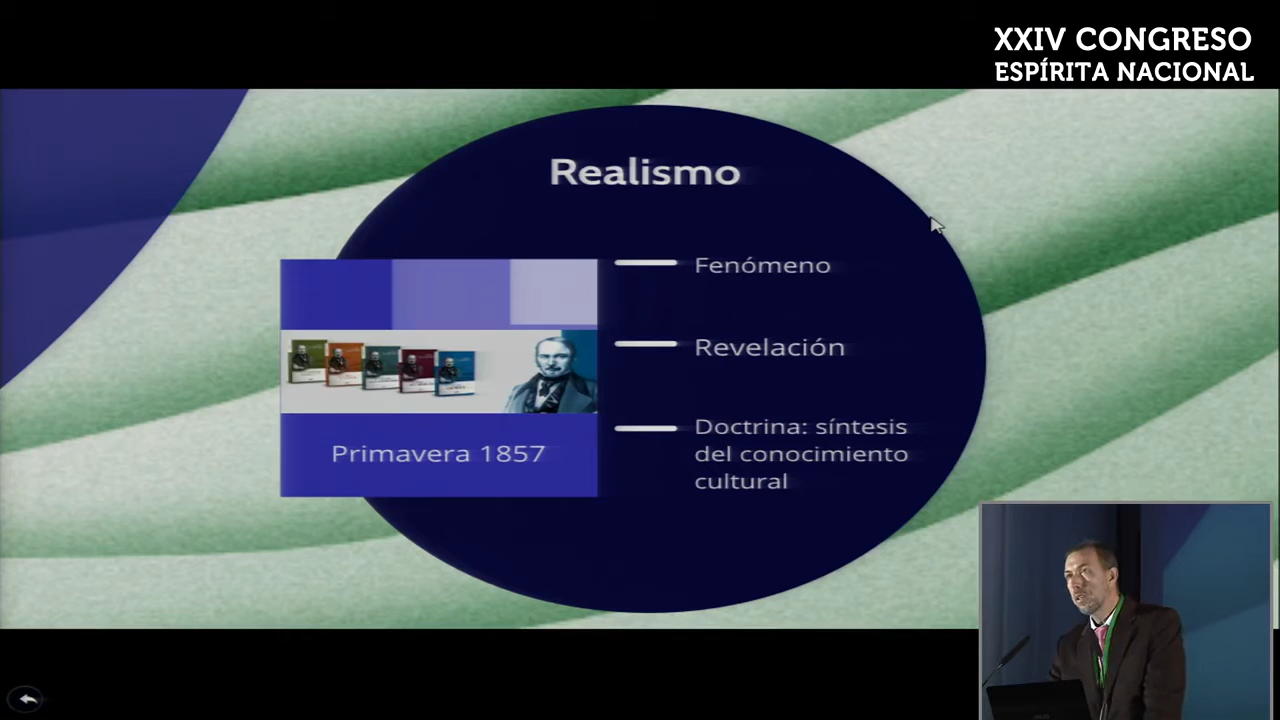 XXIV CONGRESO
ESPÍRITA NACIONAL
Realismo
Fenómeno
Revelación
Doctrina: síntesis
del conocimiento
cultural
Primavera 1857